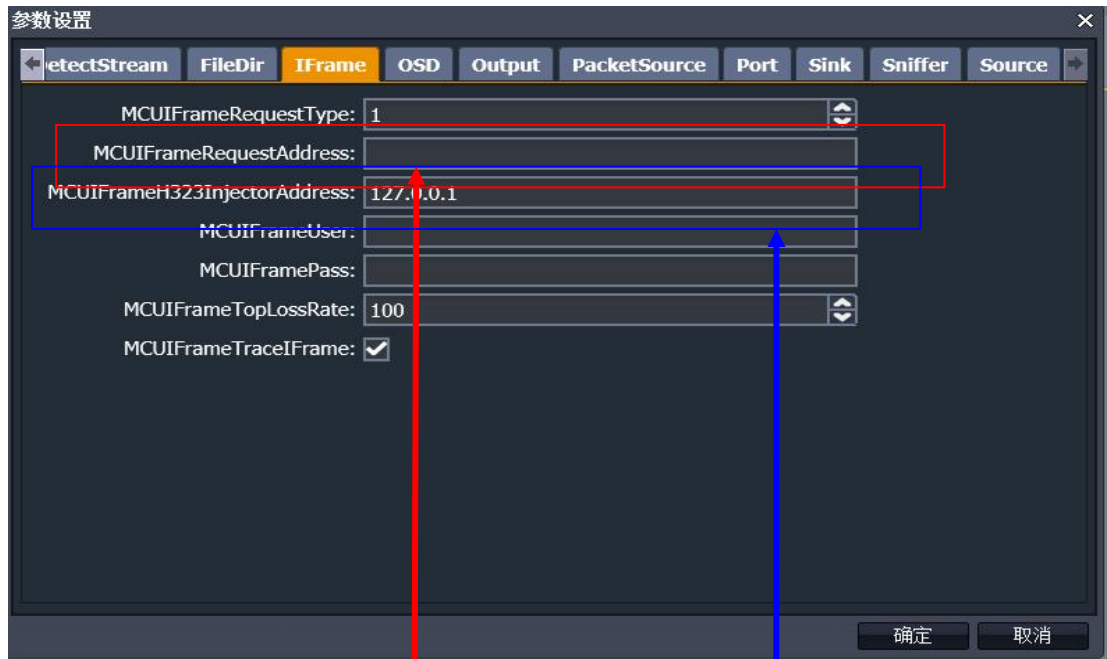 参数设置
etectStream FileDir IFrame OSD Output PacketSource Port Sink Sniffer Source
MCUIFrameRequestType: 1
MCUIFrameRequestAddress:
MCUIFrameH323InjectorAddress: 127.0.0.1
MCUIFrameUser:
MCUIFramePass:
MCUIFrameTopLossRate: 100
MCUIFrameTraceIFrame:
确定 取消